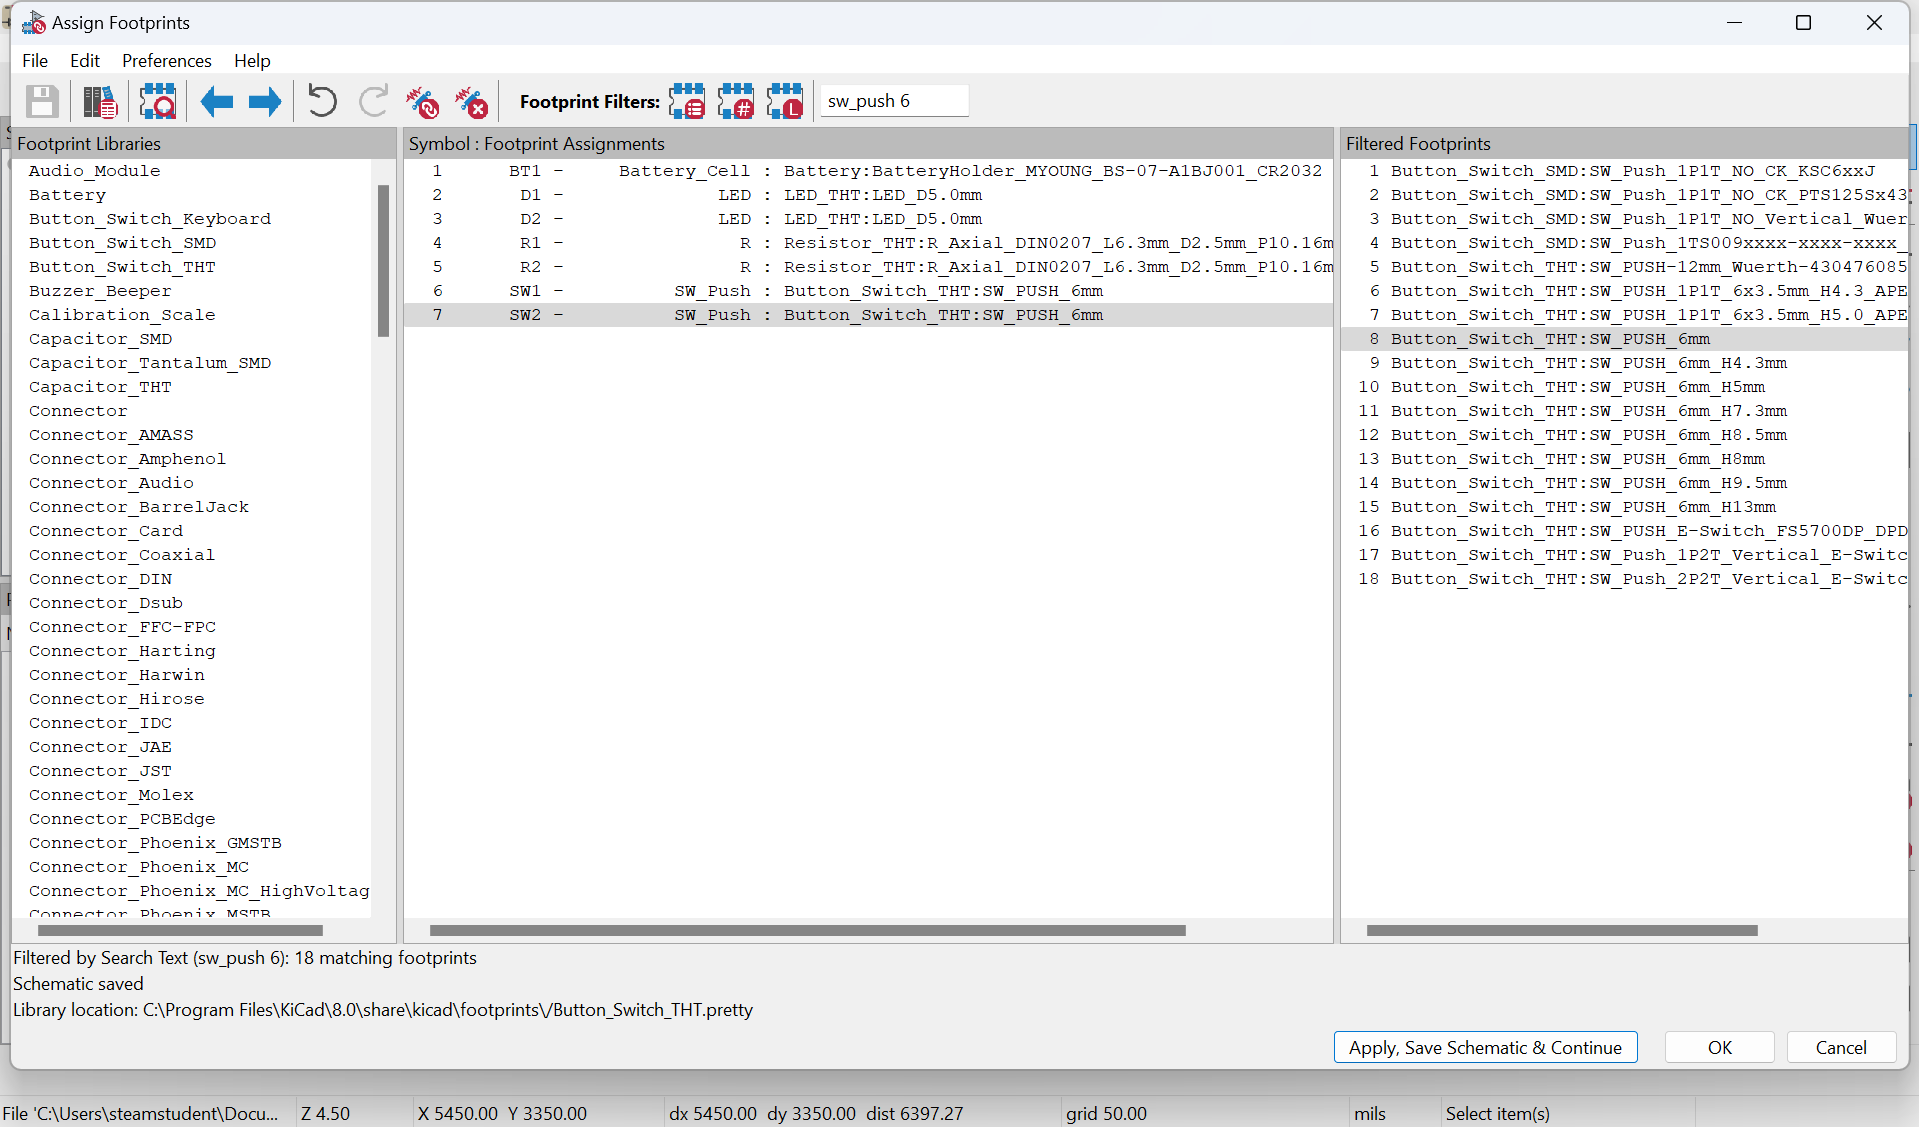 Assign Footprints
File Edit Preferences Help
Footprint Filters: sw_push 6
Footprint Libraries
Audio_Module
Battery
Button_Switch_Keyboard
Button_Switch_SMD
Button_Switch_THT
Buzzer_Beeper
Calibration_Scale
Capacitor_SMD
Capacitor_Tantalum_SMD
Capacitor_THT
Connector
Connector_AMASS
Connector_Amphenol
Connector_Audio
Connector_BarrelJack
Connector_Card
Connector_Coaxial
Connector_DIN
Connector_Dsub
Connector_FFC-FPC
Connector_Harting
Connector_Harwin
Connector_Hirose
Connector_IDC
Connector_JAE
Connector_JST
Connector_Molex
Connector_PCBEdge
Connector_Phoenix_GMSTB
Connector_Phoenix_MC
Connector_Phoenix_MC_HighVoltag
Connector_Phoenix_MSTB
Symbol : Footprint Assignments
1 BT1 - Battery_Cell : Battery:BatteryHolder_MYOUNG_BS-07-A1BJ001_CR2032
2 D1 - LED : LED_THT:LED_D5.0mm
3 D2 - LED : LED_THT:LED_D5.0mm
4 R1 - R : Resistor_THT:R_Axial_DIN0207_L6.3mm_D2.5mm_P10.16m
5 R2 - R : Resistor_THT:R_Axial_DIN0207_L6.3mm_D2.5mm_P10.16m
6 SW1 - SW_Push : Button_Switch_THT:SW_PUSH_6mm
7 SW2 - SW_Push : Button_Switch_THT:SW_PUSH_6mm
Filtered Footprints
1 Button_Switch_SMD:SW_Push_1P1T_NO_CK_KSC6xxJ
2 Button_Switch_SMD:SW_Push_1P1T_NO_CK_PTS125Sx43
3 Button_Switch_SMD:SW_Push_1P1T_NO_Vertical_Wuer
4 Button_Switch_SMD:SW_Push_1TS009xxxx-xxxx-xxxx_
5 Button_Switch_THT:SW_PUSH-12mm_Wuerth-430476085
6 Button_Switch_THT:SW_PUSH_1P1T_6x3.5mm_H4.3_APE
7 Button_Switch_THT:SW_PUSH_1P1T_6x3.5mm_H5.0_APE
8 Button_Switch_THT:SW_PUSH_6mm
9 Button_Switch_THT:SW_PUSH_6mm_H4.3mm
10 Button_Switch_THT:SW_PUSH_6mm_H5mm
11 Button_Switch_THT:SW_PUSH_6mm_H7.3mm
12 Button_Switch_THT:SW_PUSH_6mm_H8.5mm
13 Button_Switch_THT:SW_PUSH_6mm_H8mm
14 Button_Switch_THT:SW_PUSH_6mm_H9.5mm
15 Button_Switch_THT:SW_PUSH_6mm_H13mm
16 Button_Switch_THT:SW_PUSH_E-Switch_FS5700DP_DPD
17 Button_Switch_THT:SW_Push_1P2T_Vertical_E-Switc
18 Button_Switch_THT:SW_Push_2P2T_Vertical_E-Switc
Filtered by Search Text (sw_push 6): 18 matching footprints
Schematic saved
Library location: C:\Program Files\KiCad\8.0\share\kicad\footprints\/Button_Switch_THT.pretty
Apply, Save Schematic & Continue OK Cancel
File 'C:\Users\steamstudent\Docu... Z 4.50 X 5450.00 Y 3350.00 dx 5450.00 dy 3350.00 dist 6397.27 grid 50.00 mils Select item(s)